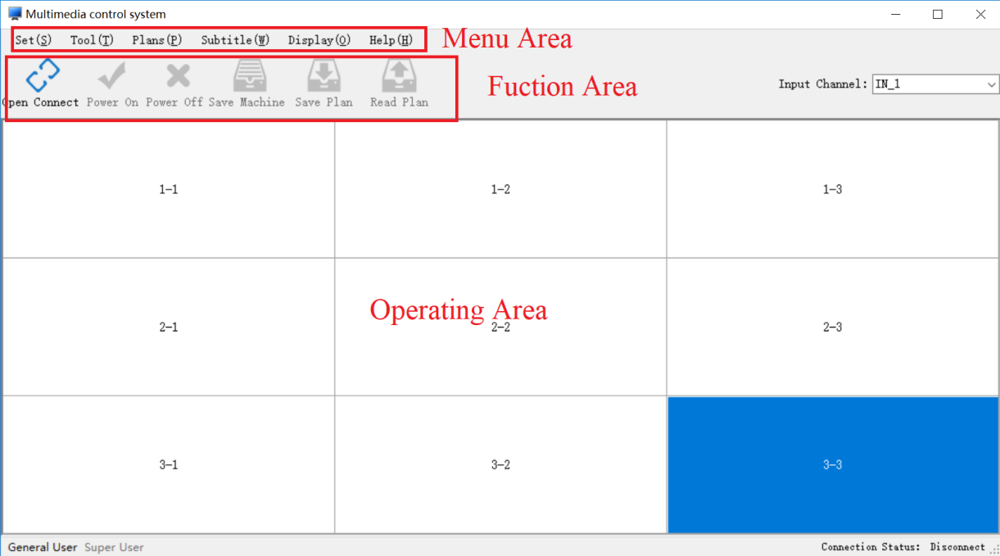 Multimedia control system
Set(S) Tool(T) Plans(P) Subtitle(W) Display(O) Help(H) Menu Area
Fuction Area
Input Channel: IN_1
Open Connect Power On Power Off Save Machine Save Plan Read Plan
1-1 1-2 1-3
Operating Area
2-1 2-2 2-3
3-1 3-2 3-3
General User Super User Connection Status: Disconnect